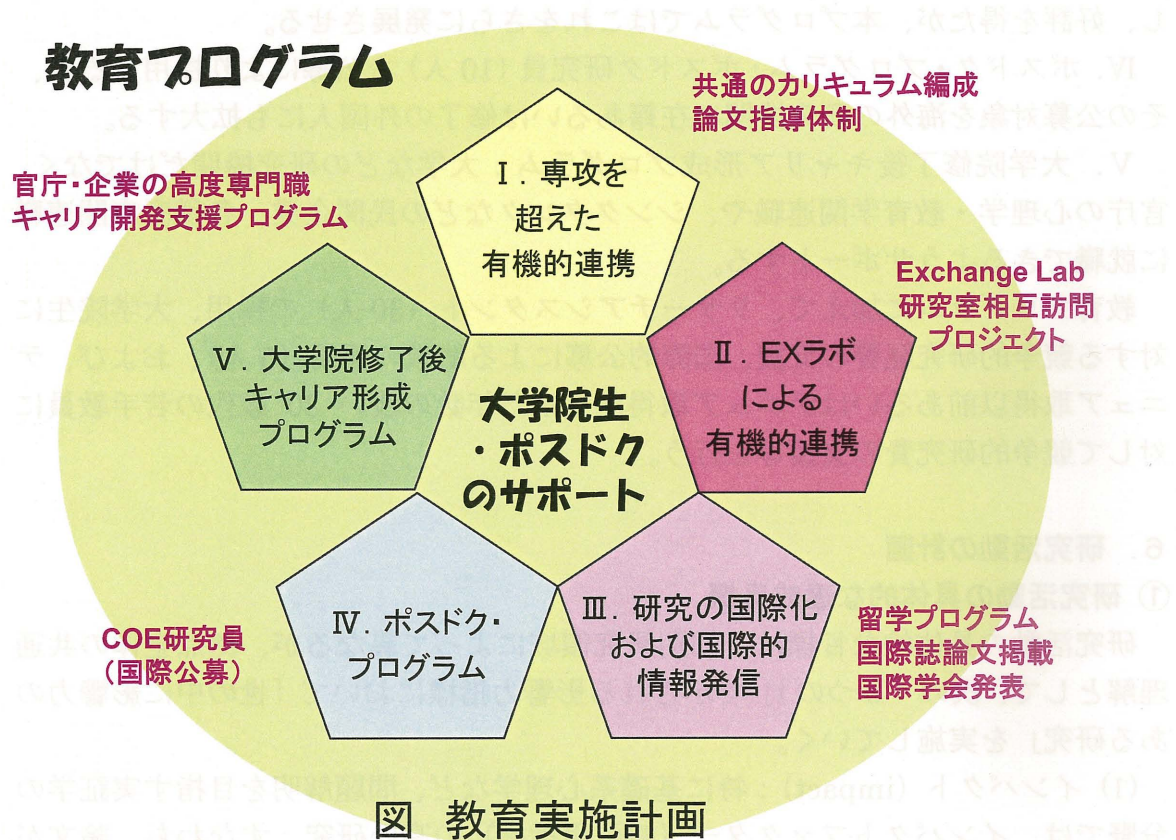 教育プログラム
共通のカリキュラム編成
論文指導体制
官庁・企業の高度専門職
キャリア開発支援プログラム
Ⅰ. 専攻を
超えた
有機的連携
Exchange Lab
研究室相互訪問
プロジェクト
Ⅱ. EXラボ
による
有機的連携
Ⅴ. 大学院修了後
キャリア形成
プログラム
大学院生
・ポスドク
のサポート
Ⅳ. ポスドク・
プログラム
COE研究員
(国際公募)
Ⅲ. 研究の国際化
および国際的
情報発信
留学プログラム
国際誌論文掲載
国際学会発表
図 教育実施計画